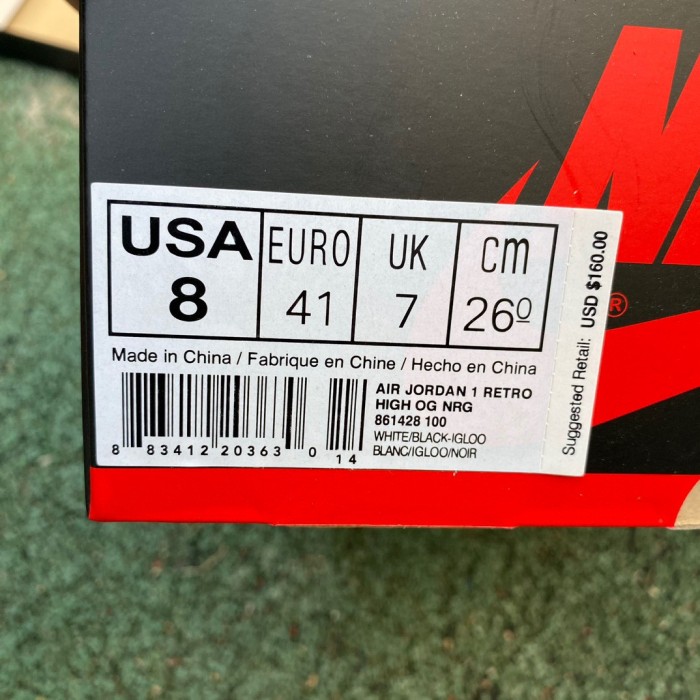 USA EURO UK cm
8 41 7 26⁰
Made in China / Fabrique en Chine / Hecho en China
AIR JORDAN 1 RETRO
HIGH OG NRG
861428 100
WHITE/BLACK-IGLOO
BLANC/IGLOO/NOIR
8 83412 20363 0 14
Suggested Retail: USD $160.00
®